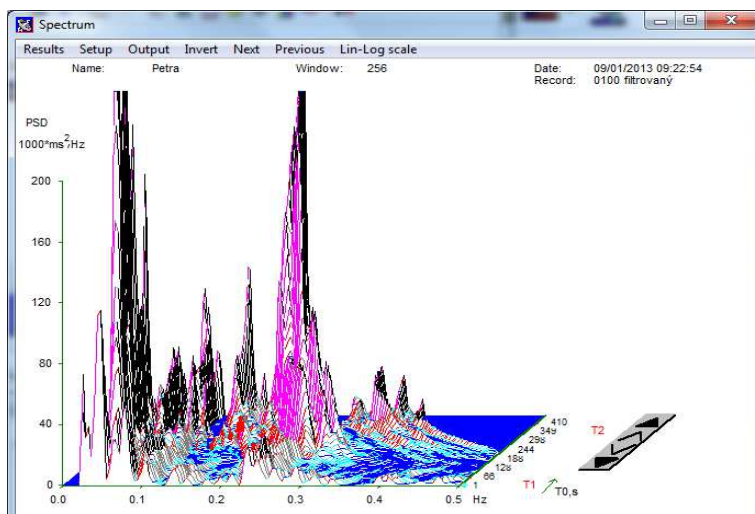 Spectrum
Results Setup Output Invert Next Previous Lin-Log scale
Name: Petra Window: 256 Date: 09/01/2013 09:22:54
Record: 0100 filtrovaný
PSD
1000*ms²/Hz
200
160
120
80
40
0
0.0 0.1 0.2 0.3 0.4 0.5 Hz
1 66 128 188 244 298 349 410
T1 T0,s
T2